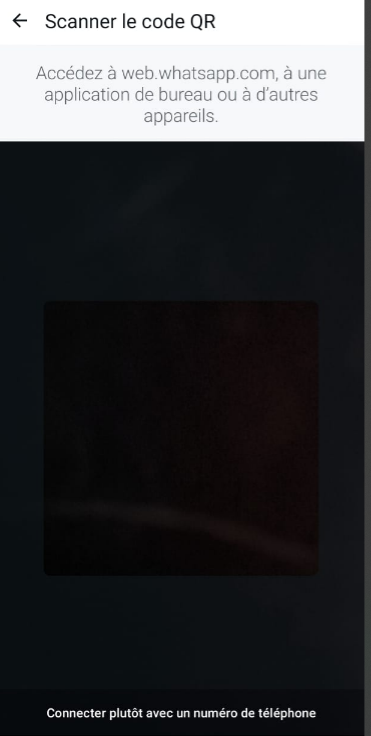 Scanner le code QR
Accédez à web.whatsapp.com, à une
application de bureau ou à d'autres
appareils.
Connecter plutôt avec un numéro de téléphone